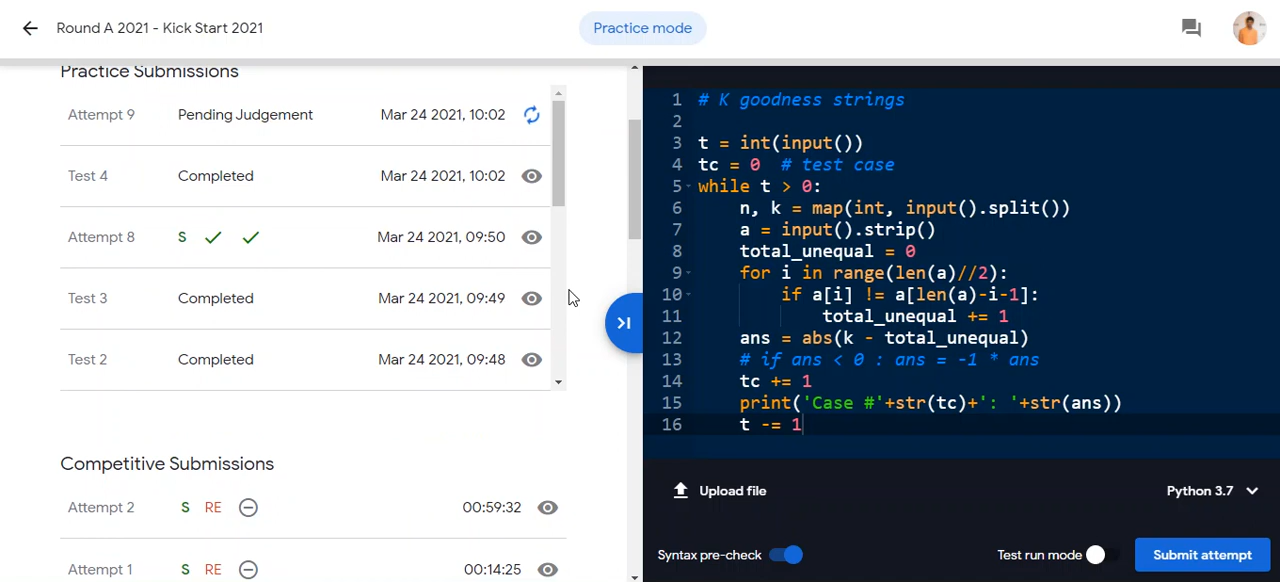 Round A 2021 - Kick Start 2021
Practice mode
Practice Submissions
Attempt 9 Pending Judgement Mar 24 2021, 10:02
Test 4 Completed Mar 24 2021, 10:02
Attempt 8 S Mar 24 2021, 09:50
Test 3 Completed Mar 24 2021, 09:49
Test 2 Completed Mar 24 2021, 09:48
Competitive Submissions
Attempt 2 S RE 00:59:32
Attempt 1 S RE 00:14:25
1 # K goodness strings
2
3 t = int(input())
4 tc = 0  # test case
5 while t > 0:
6     n, k = map(int, input().split())
7     a = input().strip()
8     total_unequal = 0
9     for i in range(len(a)//2):
10         if a[i] != a[len(a)-i-1]:
11             total_unequal += 1
12     ans = abs(k - total_unequal)
13     # if ans < 0 : ans = -1 * ans
14     tc += 1
15     print('Case #'+str(tc)+': '+str(ans))
16     t -= 1
Upload file
Python 3.7
Syntax pre-check
Test run mode
Submit attempt